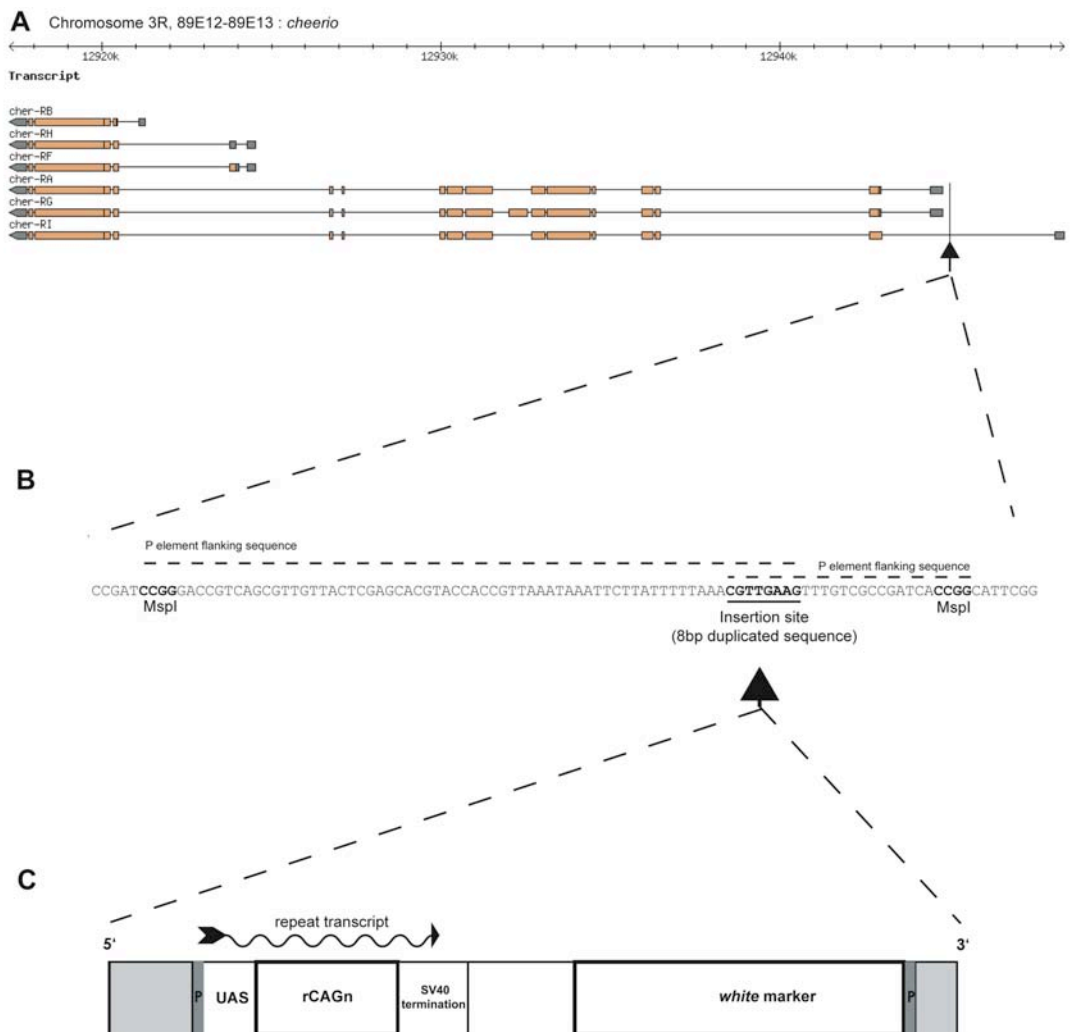 A Chromosome 3R, 89E12-89E13 : cheerio
12920k 12930k 12940k
Transcript
cher-RB
cher-RH
cher-RF
cher-RA
cher-RG
cher-RI
B
P element flanking sequence
P element flanking sequence
CCGATCCGGGACCGTCAGCGTTGTTACTCGAGCACGTACCACCGTTAAATAAATTCTTATTTTTAAACGTTGAAGTTTGTCGCCGATCACCGGCATTCGG
MspI MspI
Insertion site
(8bp duplicated sequence)
C
repeat transcript
5' 3'
P UAS rCAGn SV40 termination white marker P